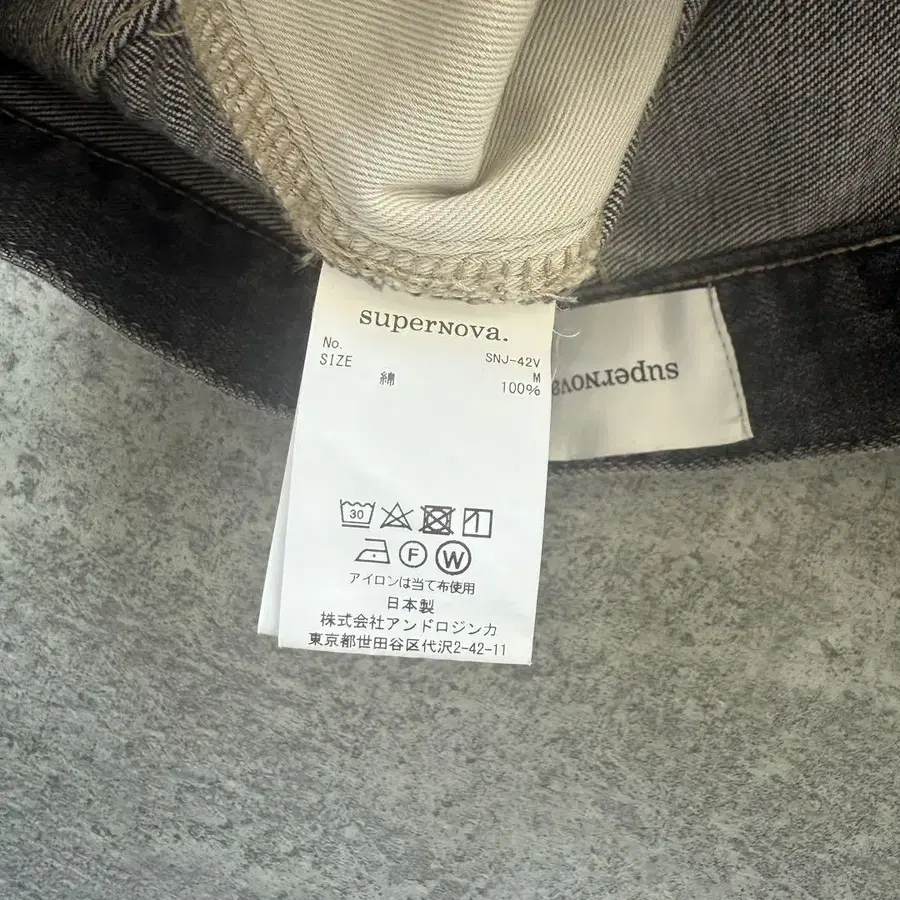 superNova.
No. SNJ-42V
SIZE M
綿 100%
30
F W
アイロンは当て布使用
日本製
株式会社アンドロジンカ
東京都世田谷区代沢2-42-11
superNova